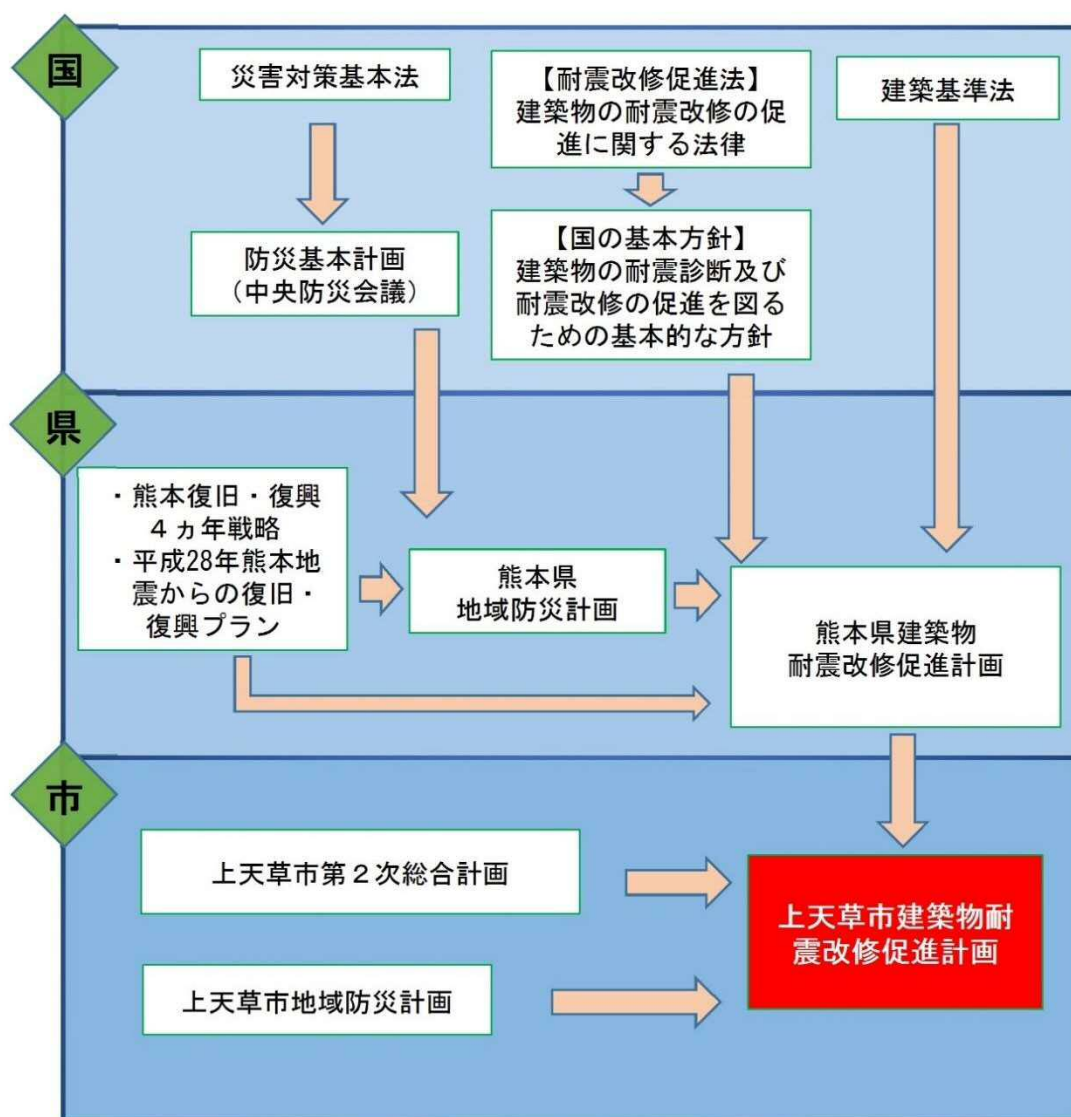 国
災害対策基本法
【耐震改修促進法】
建築物の耐震改修の促
進に関する法律
建築基準法
防災基本計画
（中央防災会議）
【国の基本方針】
建築物の耐震診断及び
耐震改修の促進を図る
ための基本的な方針
県
・熊本復旧・復興
４ヵ年戦略
・平成28年熊本地
震からの復旧・
復興プラン
熊本県
地域防災計画
熊本県建築物
耐震改修促進計画
市
上天草市第２次総合計画
上天草市建築物耐
震改修促進計画
上天草市地域防災計画